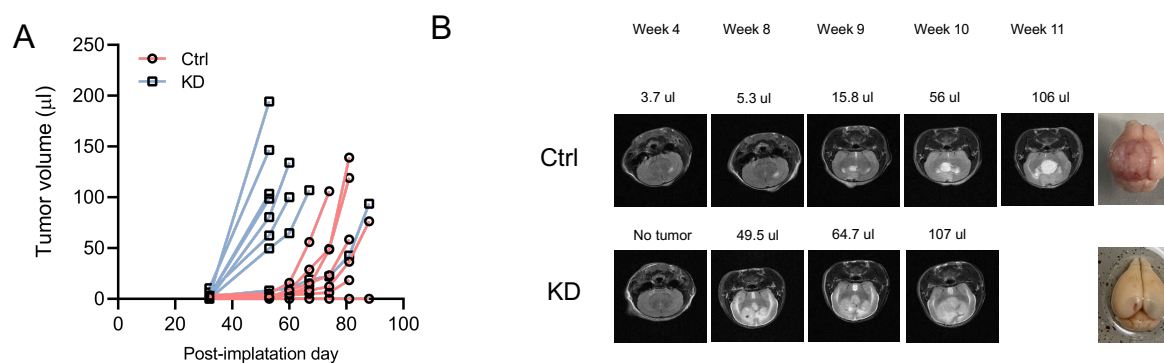 A
Tumor volume (µl)
250
200
150
100
50
0
0 20 40 60 80 100
Post-implatation day
Ctrl
KD
B
Week 4 Week 8 Week 9 Week 10 Week 11
3.7 ul 5.3 ul 15.8 ul 56 ul 106 ul
Ctrl
No tumor 49.5 ul 64.7 ul 107 ul
KD